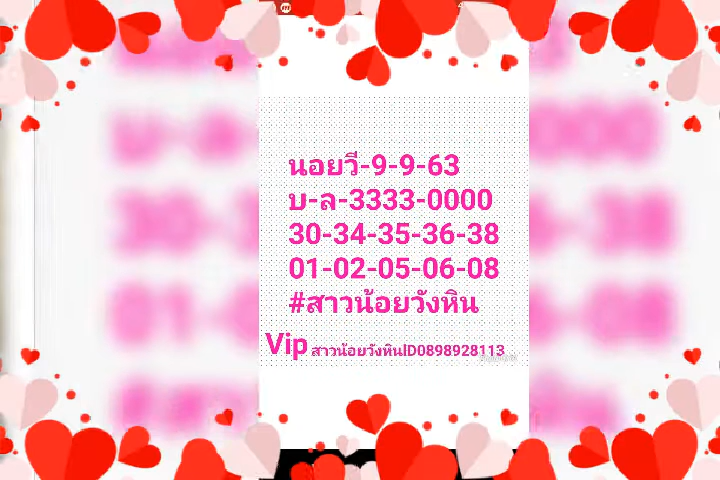 นอยวี-9-9-63
บ-ล-3333-0000
30-34-35-36-38
01-02-05-06-08
#สาวน้อยวังหิน
Vip สาวน้อยวังหินID0898928113